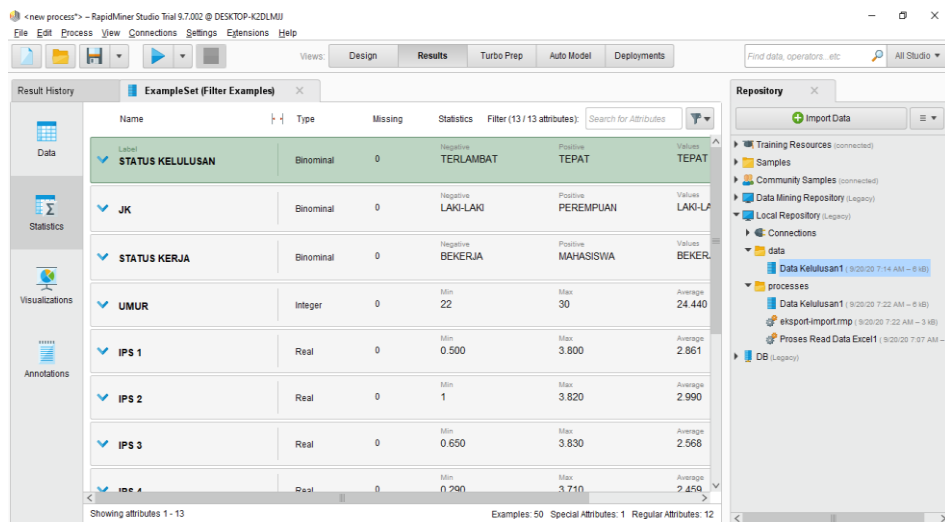 <new process*> – RapidMiner Studio Trial 9.7.002 @ DESKTOP-K2DLMJJ
File Edit Process View Connections Settings Extensions Help
Views: Design Results Turbo Prep Auto Model Deployments
Find data, operators...etc All Studio
Result History
ExampleSet (Filter Examples)
Name Type Missing Statistics Filter (13 / 13 attributes): Search for Attributes
Data
Statistics
Visualizations
Annotations
Label Negative Positive Values
STATUS KELULUSAN Binominal 0 TERLAMBAT TEPAT TEPAT
Negative Positive Values
JK Binominal 0 LAKI-LAKI PEREMPUAN LAKI-LA
Negative Positive Values
STATUS KERJA Binominal 0 BEKERJA MAHASISWA BEKER
Min Max Average
UMUR Integer 0 22 30 24.440
Min Max Average
IPS 1 Real 0 0.500 3.800 2.861
Min Max Average
IPS 2 Real 0 1 3.820 2.990
Min Max Average
IPS 3 Real 0 0.650 3.830 2.568
Min Max Average
IPS 4 Real 0 0.290 3.710 2.459
Showing attributes 1 - 13
Examples: 50 Special Attributes: 1 Regular Attributes: 12
Repository
Import Data
Training Resources (connected)
Samples
Community Samples (connected)
Data Mining Repository (Legacy)
Local Repository (Legacy)
Connections
data
Data Kelulusan1 ( 9/20/20 7:14 AM – 6 kB)
processes
Data Kelulusan1 ( 9/20/20 7:22 AM – 6 kB)
eksport-import.rmp ( 9/20/20 7:22 AM – 3 kB)
Proses Read Data Excel1 ( 9/20/20 7:07 AM –
DB (Legacy)